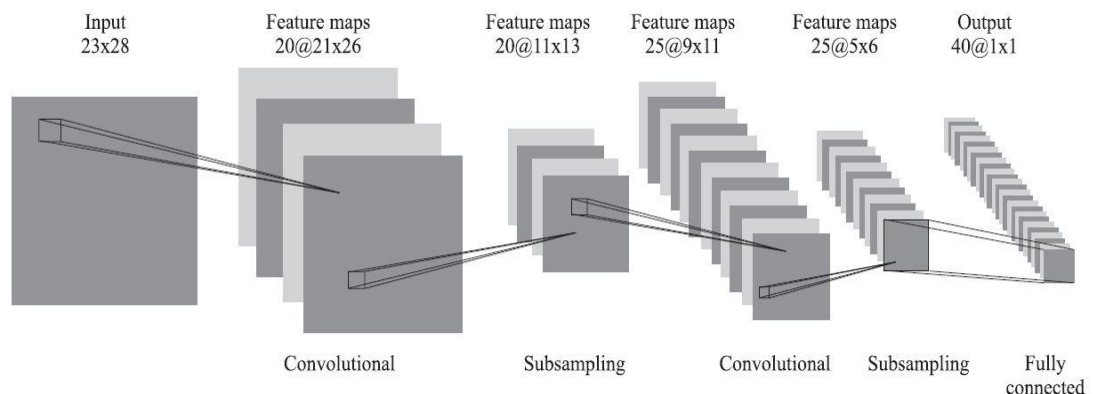 Input
23x28
Feature maps
20@21x26
Feature maps
20@11x13
Feature maps
25@9x11
Feature maps
25@5x6
Output
40@1x1
Convolutional
Subsampling
Convolutional
Subsampling
Fully
connected